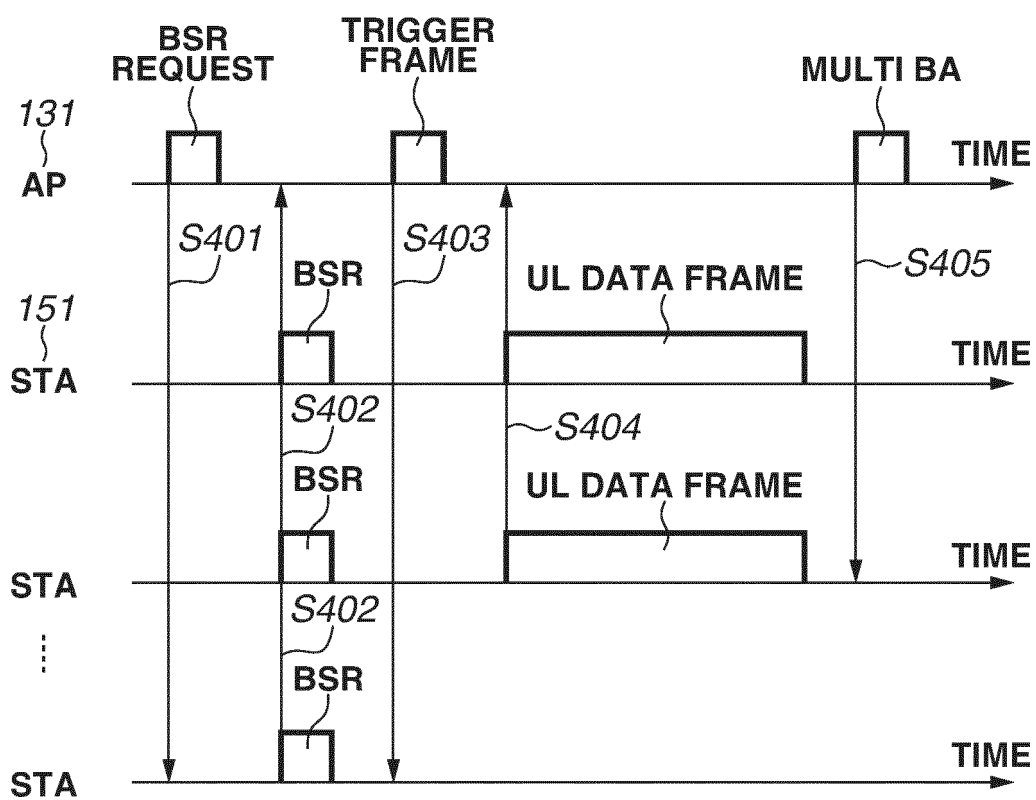 BSR
REQUEST
TRIGGER
FRAME
MULTI BA
131
AP
TIME
S401
S403
S405
BSR
UL DATA FRAME
151
STA
TIME
S402
S404
BSR
UL DATA FRAME
STA
TIME
S402
BSR
STA
TIME